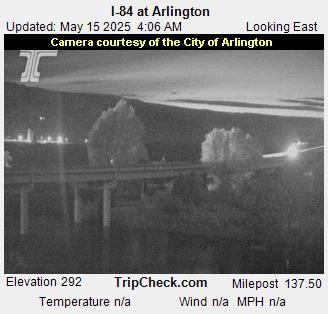 I-84 at Arlington
Updated: May 15 2025 4:06 AM Looking East
Camera courtesy of the City of Arlington
Elevation 292 TripCheck.com Milepost 137.50
Temperature n/a Wind n/a MPH n/a